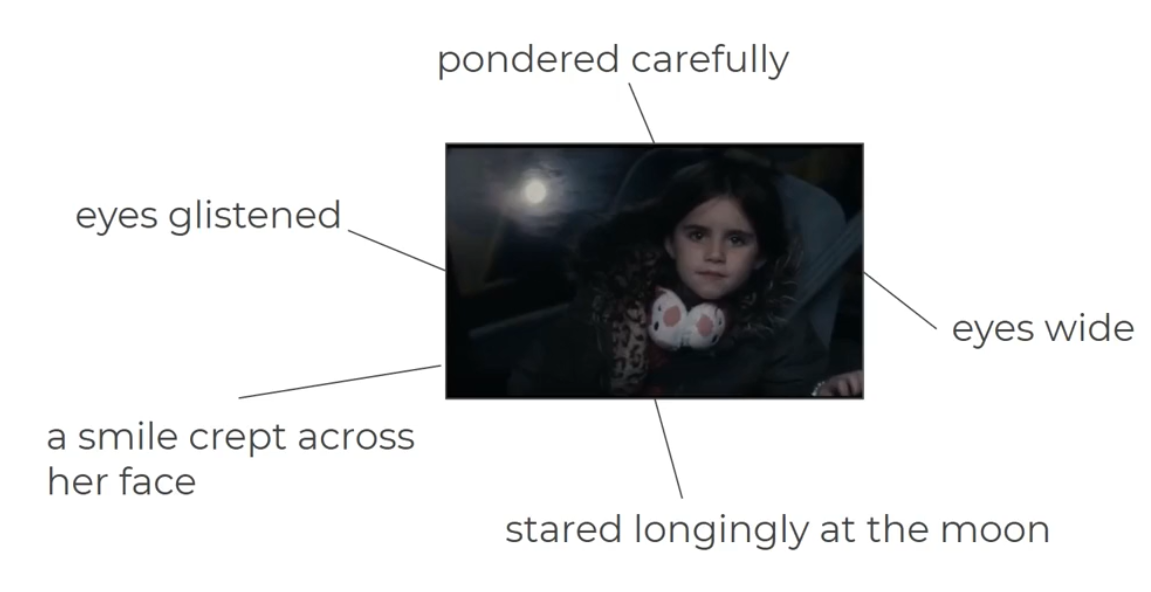 pondered carefully
eyes glistened
eyes wide
a smile crept across
her face
stared longingly at the moon